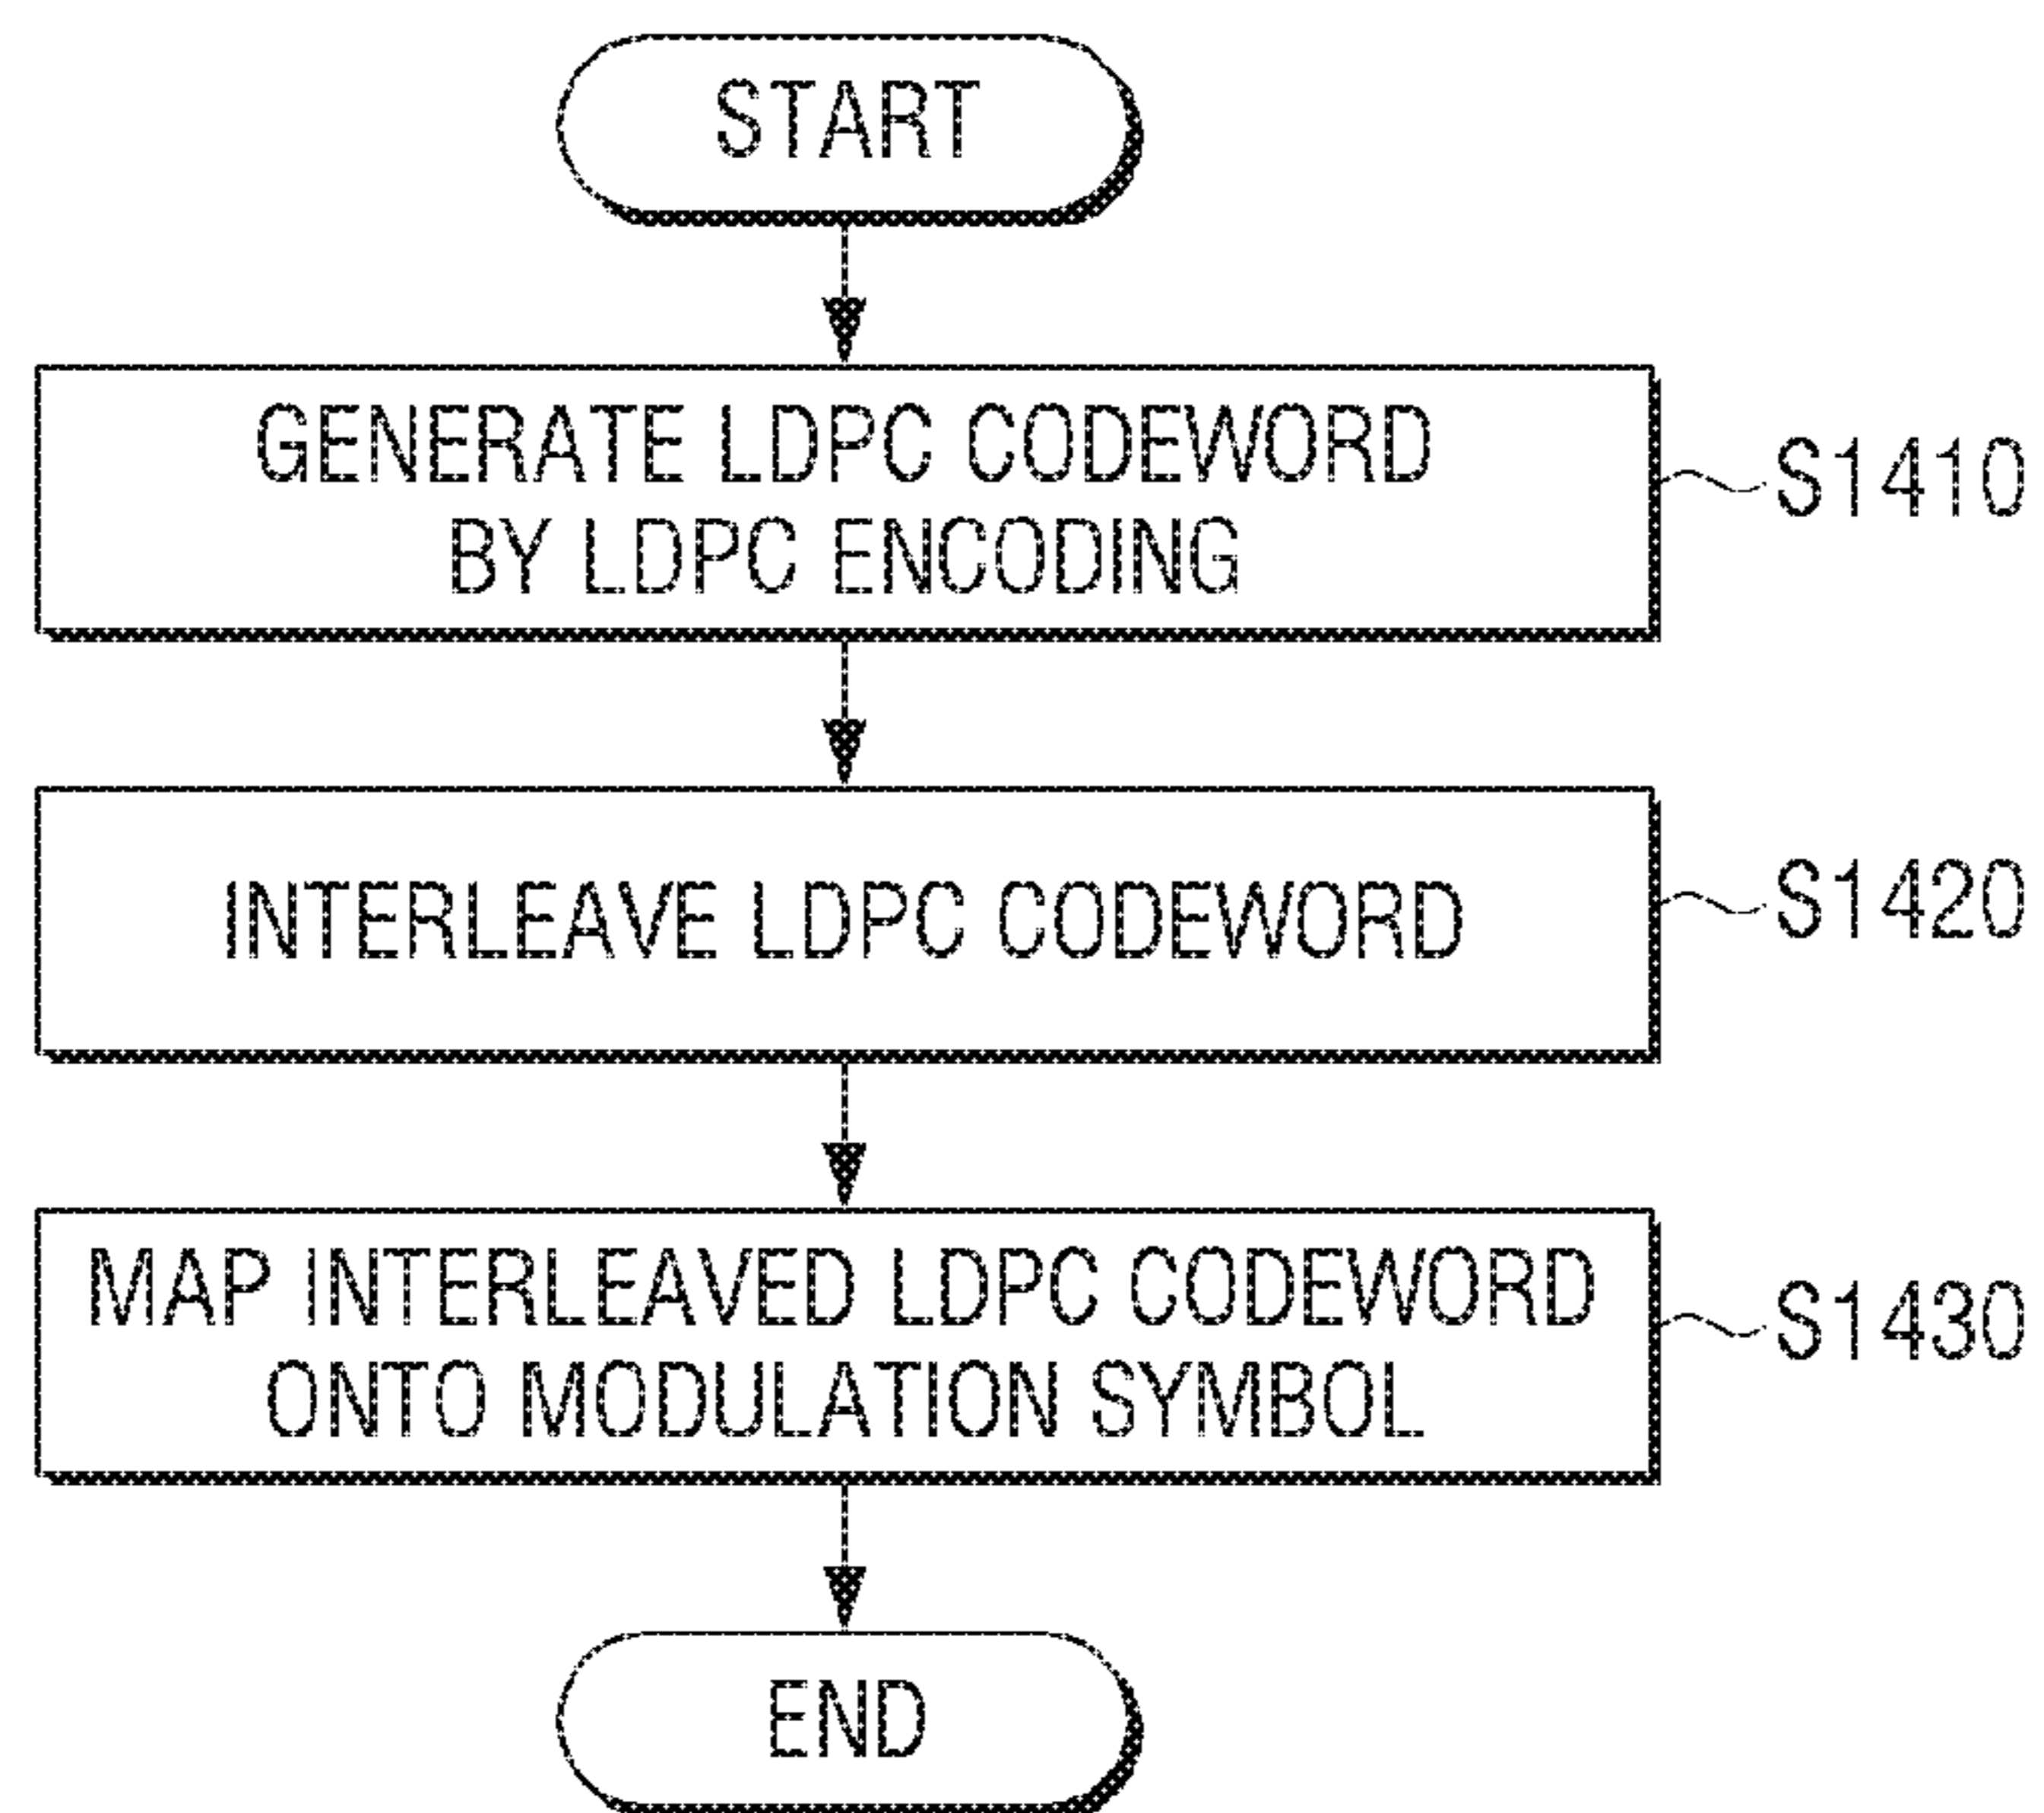 START
GENERATE LDPC CODEWORD
BY LDPC ENCODING
S1410
INTERLEAVE LDPC CODEWORD
S1420
MAP INTERLEAVED LDPC CODEWORD
ONTO MODULATION SYMBOL
S1430
END